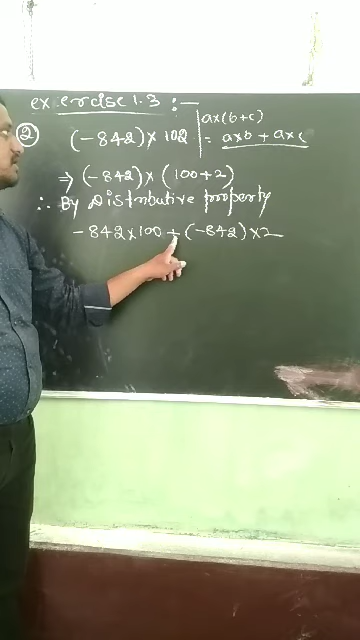 exercise 1.3 :-
② (-842) × 102
a×(b+c)
= a×b + a×c
⇒ (-842) × (100+2)
∴ By Distributive property
-842×100 + (-842) ×2